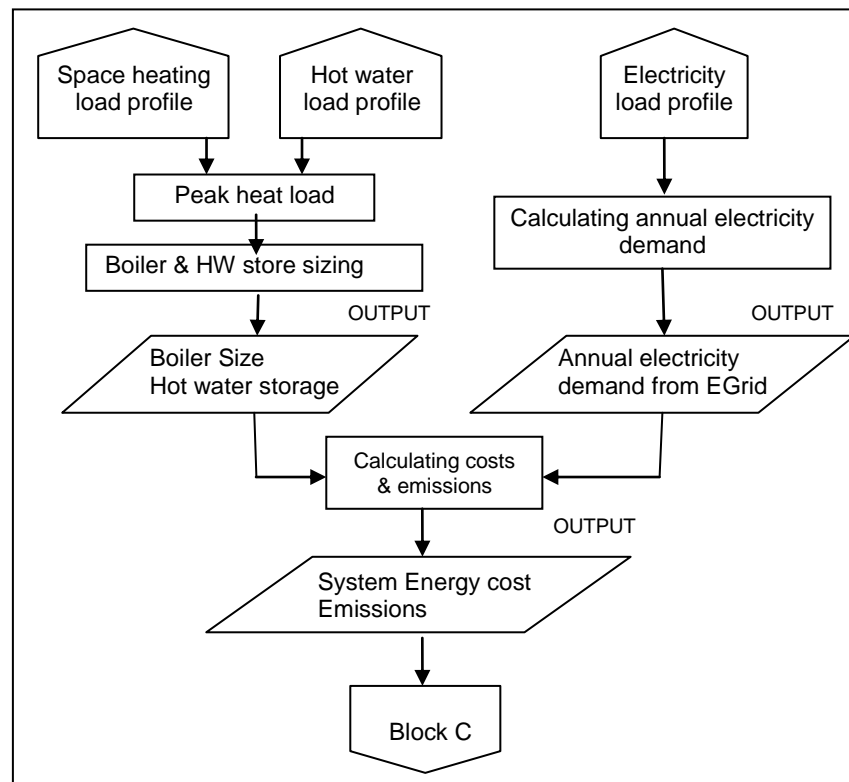 Space heating
load profile
Hot water
load profile
Electricity
load profile
Peak heat load
Calculating annual electricity
demand
Boiler & HW store sizing
OUTPUT
OUTPUT
Boiler Size
Hot water storage
Annual electricity
demand from EGrid
Calculating costs
& emissions
OUTPUT
System Energy cost
Emissions
Block C